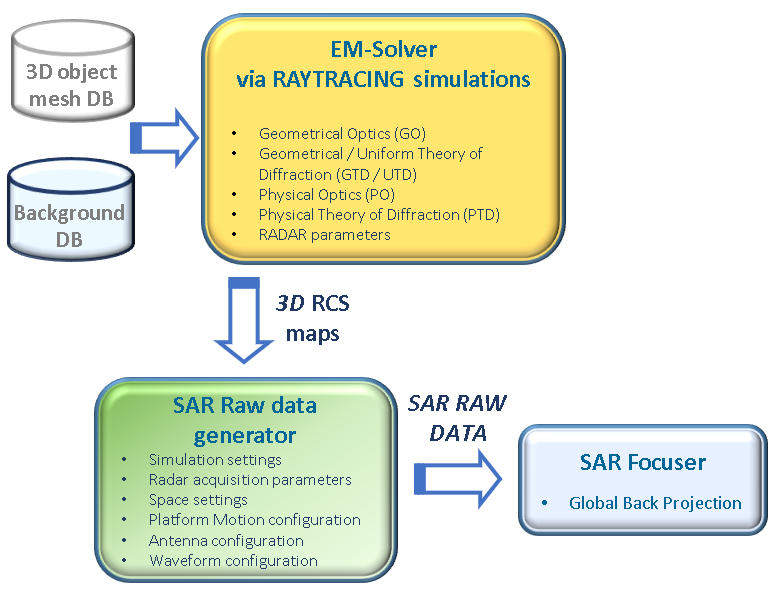 3D object
mesh DB
Background
DB
EM-Solver
via RAYTRACING simulations
• Geometrical Optics (GO)
• Geometrical / Uniform Theory of
Diffraction (GTD / UTD)
• Physical Optics (PO)
• Physical Theory of Diffraction (PTD)
• RADAR parameters
3D RCS
maps
SAR Raw data
generator
• Simulation settings
• Radar acquisition parameters
• Space settings
• Platform Motion configuration
• Antenna configuration
• Waveform configuration
SAR RAW
DATA
SAR Focuser
• Global Back Projection